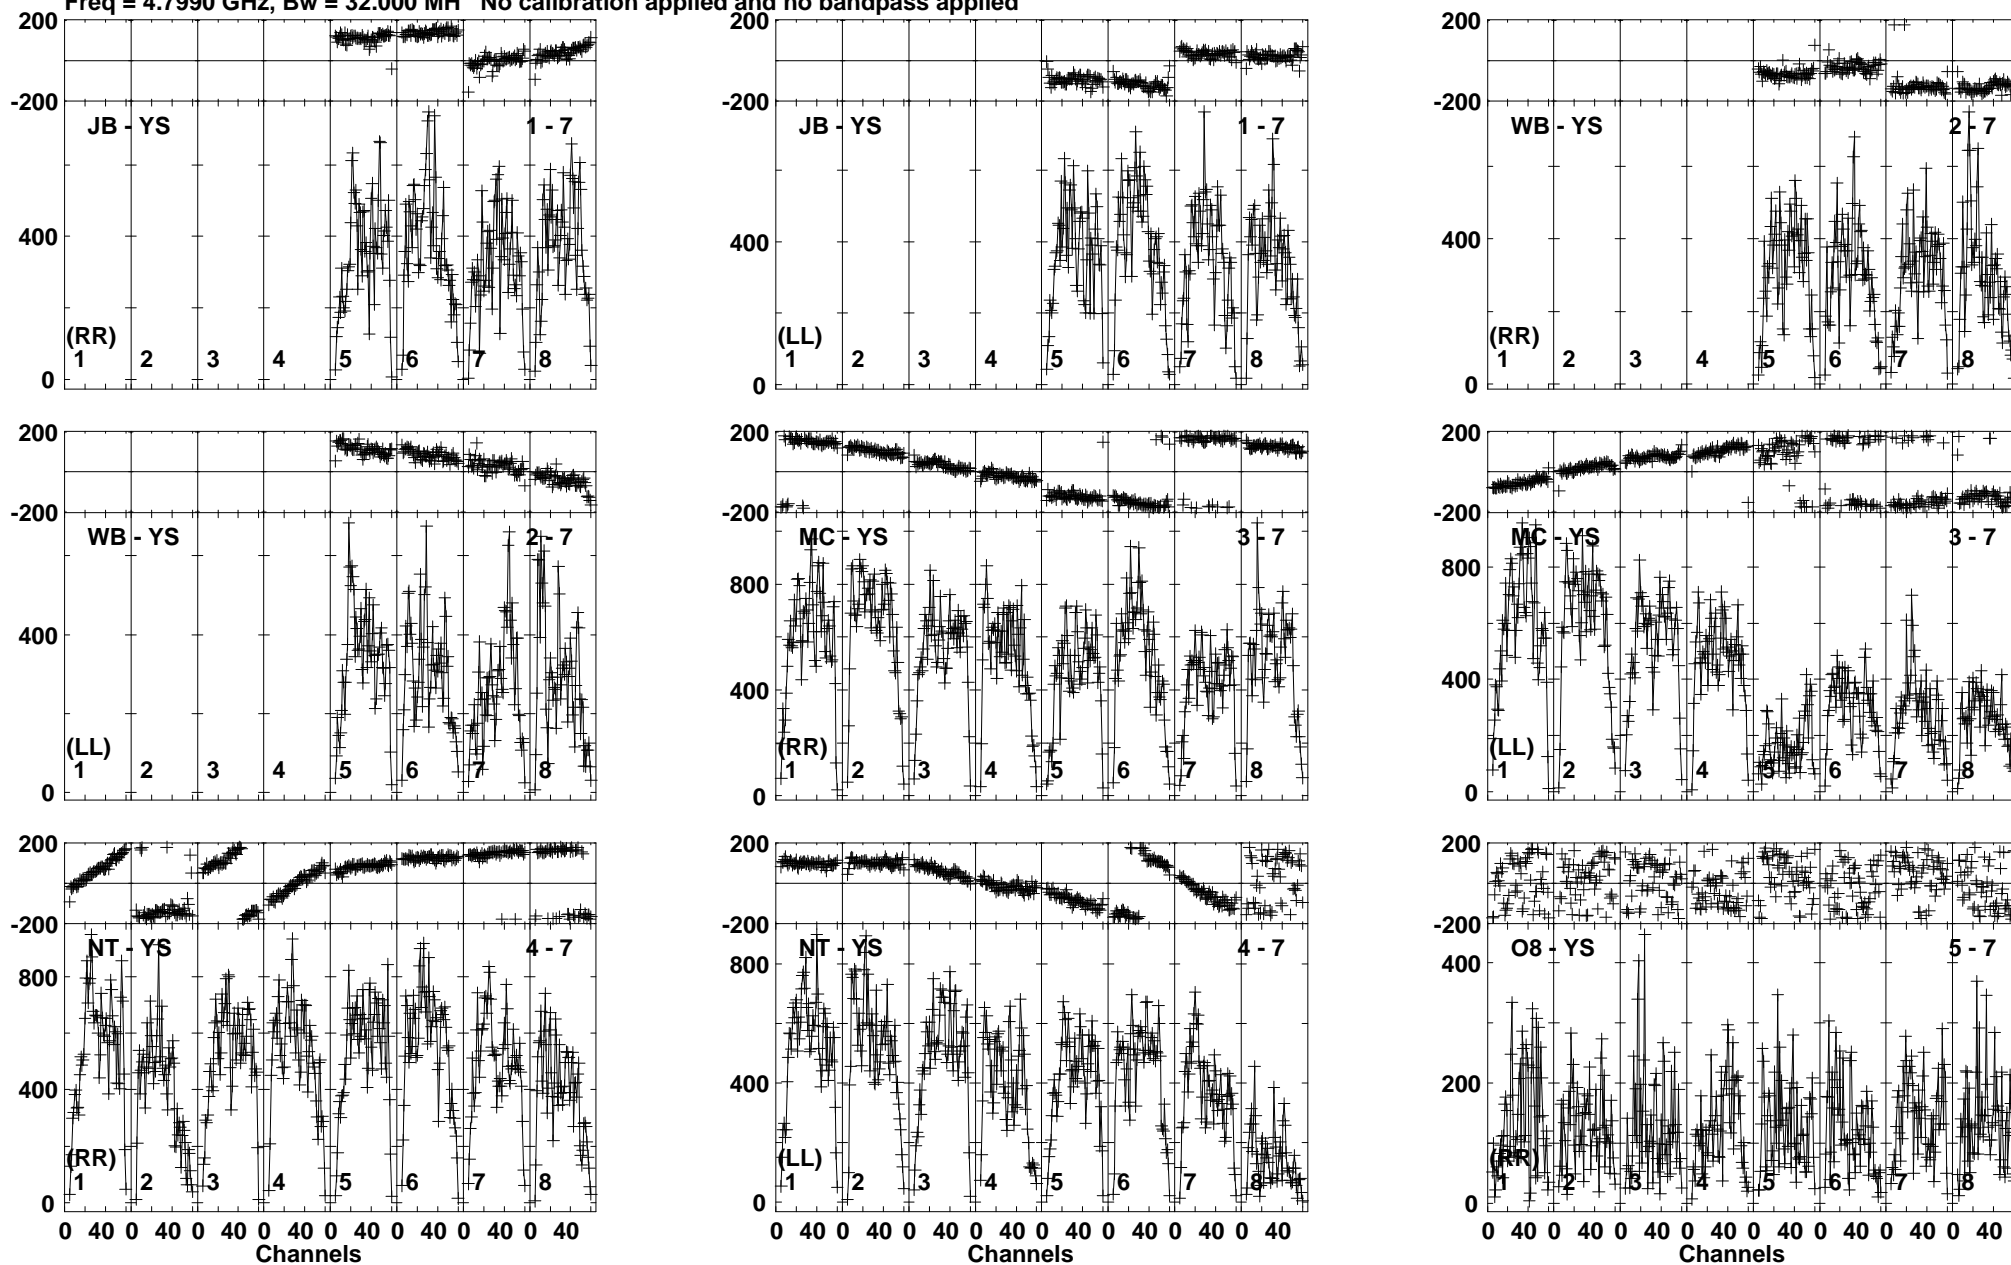 Freq = 4.7990 GHz, Bw = 32.000 MH No calibration applied and no bandpass applied
200 200 200
-200 -200 -200
JB - YS 1 - 7 JB - YS 1 - 7 WB - YS 2 - 7
400 400 400
(RR) (LL) (RR)
1 2 3 4 5 6 7 8 1 2 3 4 5 6 7 8 1 2 3 4 5 6 7 8
0 0 0
200 200 200
-200 -200 -200
WB - YS 2 - 7 MC - YS 3 - 7 MC - YS 3 - 7
800 800
400 400 400
(LL) (RR) (LL)
1 2 3 4 5 6 7 8 1 2 3 4 5 6 7 8 1 2 3 4 5 6 7 8
0 0 0
200 200 200
-200 -200 -200
NT - YS 4 - 7 NT - YS 4 - 7 O8 - YS 5 - 7
800 800 400
400 400 200
(RR) (LL) (RR)
1 2 3 4 5 6 7 8 1 2 3 4 5 6 7 8 1 2 3 4 5 6 7 8
0 0 0
0 40 0 40 0 40 0 40 0 40 0 40 0 40 0 40 0 40 0 40 0 40 0 40 0 40 0 40 0 40 0 40 0 40 0 40 0 40 0 40 0 40 0 40 0 40 0 40
Channels Channels Channels